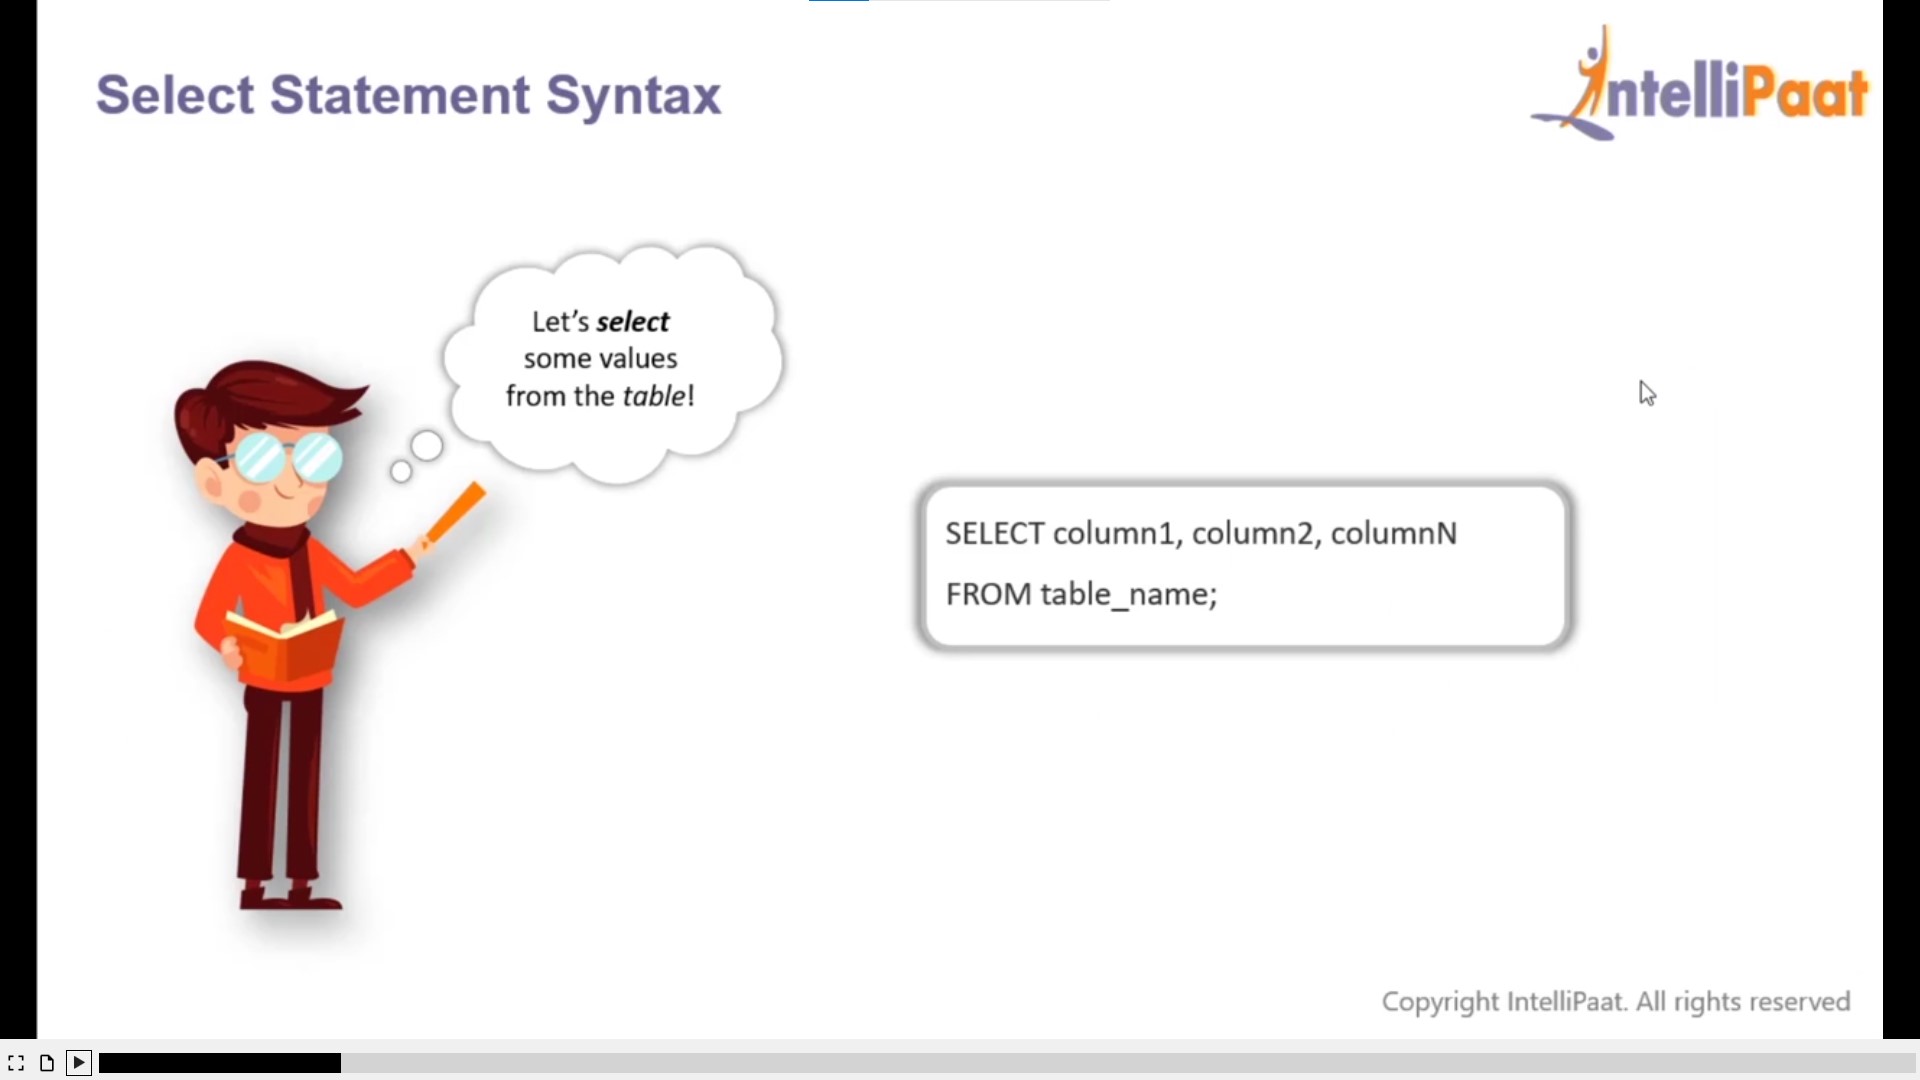 Select Statement Syntax
IntelliPaat
Let's select
some values
from the table!
SELECT column1, column2, columnN
FROM table_name;
Copyright IntelliPaat. All rights reserved